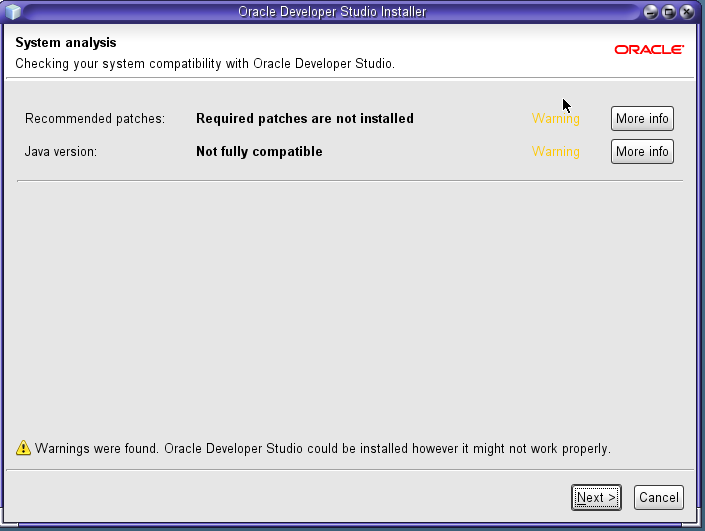 Oracle Developer Studio Installer
System analysis
Checking your system compatibility with Oracle Developer Studio.
ORACLE
Recommended patches: Required patches are not installed Warning More info
Java version: Not fully compatible Warning More info
Warnings were found. Oracle Developer Studio could be installed however it might not work properly.
Next > Cancel